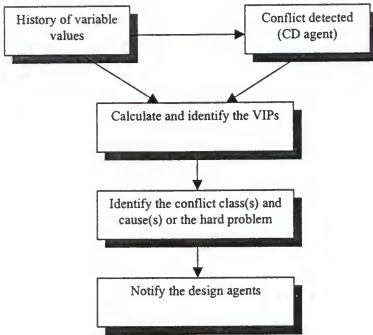 History of variable
values
Conflict detected
(CD agent)
Calculate and identify the VIPs
Identify the conflict class(s) and
cause(s) or the hard problem
Notify the design agents